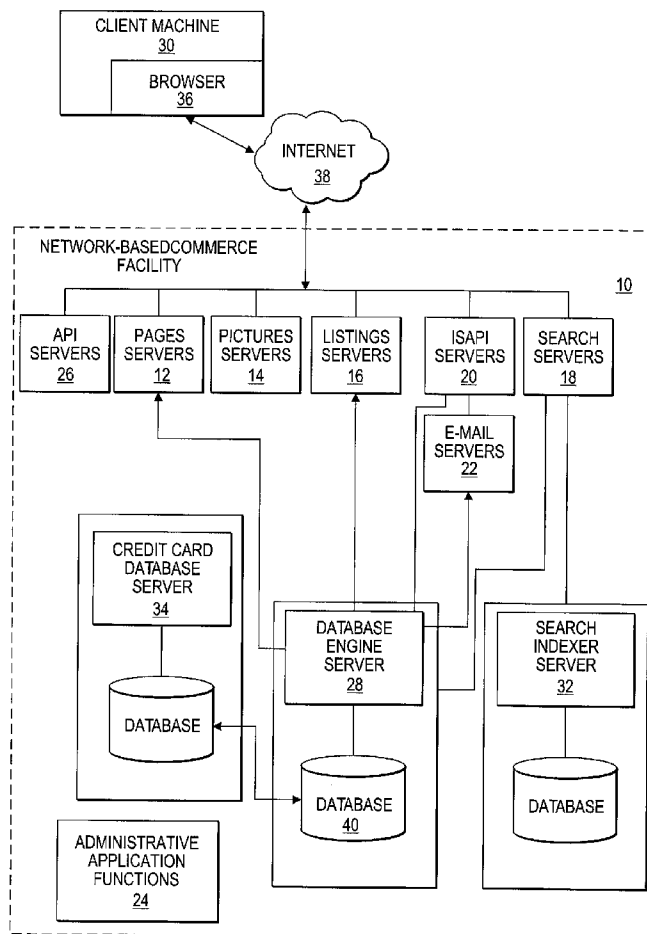 CLIENT MACHINE
30
BROWSER
36
INTERNET
38
NETWORK-BASEDCOMMERCE
FACILITY
10
API
SERVERS
26
PAGES
SERVERS
12
PICTURES
SERVERS
14
LISTINGS
SERVERS
16
ISAPI
SERVERS
20
SEARCH
SERVERS
18
E-MAIL
SERVERS
22
CREDIT CARD
DATABASE
SERVER
34
DATABASE
ENGINE
SERVER
28
SEARCH
INDEXER
SERVER
32
DATABASE
DATABASE
40
DATABASE
ADMINISTRATIVE
APPLICATION
FUNCTIONS
24